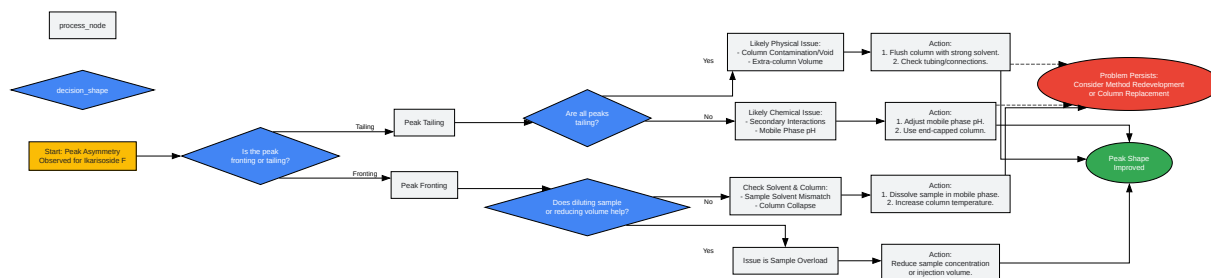 process_node
decision_shape
Start: Peak Asymmetry
Observed for Ikarisoside F
Is the peak
fronting or tailing?
Tailing
Fronting
Peak Tailing
Peak Fronting
Are all peaks
tailing?
Yes
No
Does diluting sample
or reducing volume help?
No
Yes
Likely Physical Issue:
- Column Contamination/Void
- Extra-column Volume
Likely Chemical Issue:
- Secondary Interactions
- Mobile Phase pH
Check Solvent & Column:
- Sample Solvent Mismatch
- Column Collapse
Issue is Sample Overload
Action:
1. Flush column with strong solvent.
2. Check tubing/connections.
Action:
1. Adjust mobile phase pH.
2. Use end-capped column.
Action:
1. Dissolve sample in mobile phase.
2. Increase column temperature.
Action:
Reduce sample concentration
or injection volume.
Problem Persists:
Consider Method Redevelopment
or Column Replacement
Peak Shape
Improved